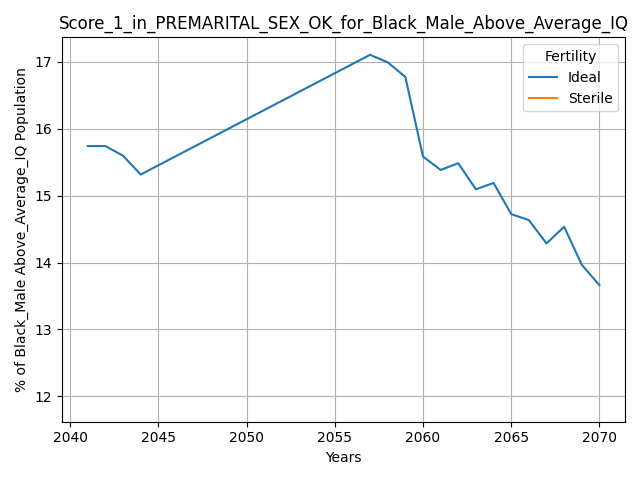 Score_1_in_PREMARITAL_SEX_OK_for_Black_Male_Above_Average_IQ
Fertility
Ideal
Sterile
% of Black_Male Above_Average_IQ Population
17
16
15
14
13
12
2040
2045
2050
2055
2060
2065
2070
Years